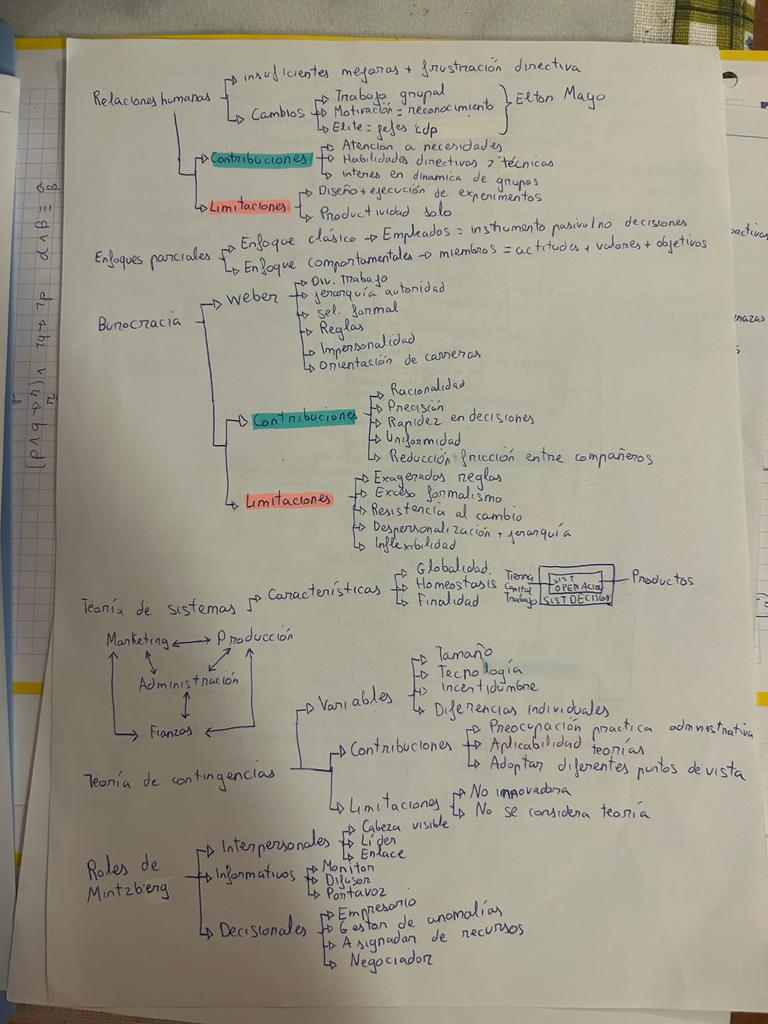 insuficientes mejoras + frustración directiva
Relaciones humanas
Cambios
Trabajo grupal
Motivación = reconocimiento
Elite = jefes cdp
Elton Mayo
Contribuciones
Atención a necesidades
Habilidades directivas > técnicas
interes en dinamica de grupos
Limitaciones
Diseño + ejecución de experimentos
Productividad solo
Enfoques parciales
Enfoque clásico → Empleados = instrumento pasivo/no decisiones
Enfoque comportamentales → miembros = actitudes + valores + objetivos
Burocracia
Weber
Div. Trabajo
jerarquía autoridad
sel. formal
Reglas
Impersonalidad
Orientación de carreras
Contribuciones
Racionalidad
Precisión
Rapidez en decisiones
Uniformidad
Reducción fricción entre compañeros
Limitaciones
Exagerados reglas
Exceso formalismo
Resistencia al cambio
Despersonalización + jerarquía
Inflexibilidad
Teoría de sistemas
Características
Globalidad
Homeostasis
Finalidad
Tierra
Capital
Trabajo
SIST
OPERACIO
SIST DECISION
Productos
Marketing ↔ Producción
Administración
Fianzas
Teoría de contingencias
Variables
Tamaño
Tecnología
Incertidumbre
Diferencias individuales
Contribuciones
Preocupación practica administrativa
Aplicabilidad teorías
Adoptar diferentes puntos de vista
Limitaciones
No innovadora
No se considera teoría
Roles de
Mintzberg
Interpersonales
Cabeza visible
Líder
Enlace
Informativos
Monitor
Difusor
Portavoz
Decisionales
Empresario
Gestor de anomalías
Asignador de recursos
Negociador